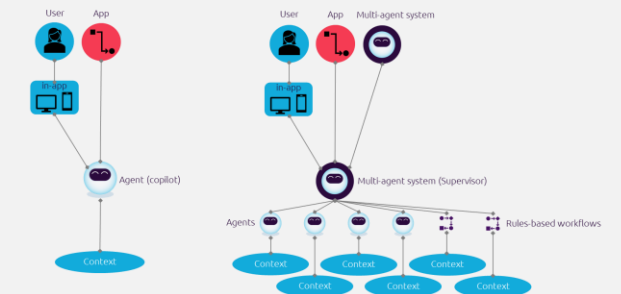 User
App
in-app
Agent (copilot)
Context
User
App
Multi-agent system
in-app
Multi-agent system (Supervisor)
Agents
Rules-based workflows
Context
Context
Context
Context
Context
Context